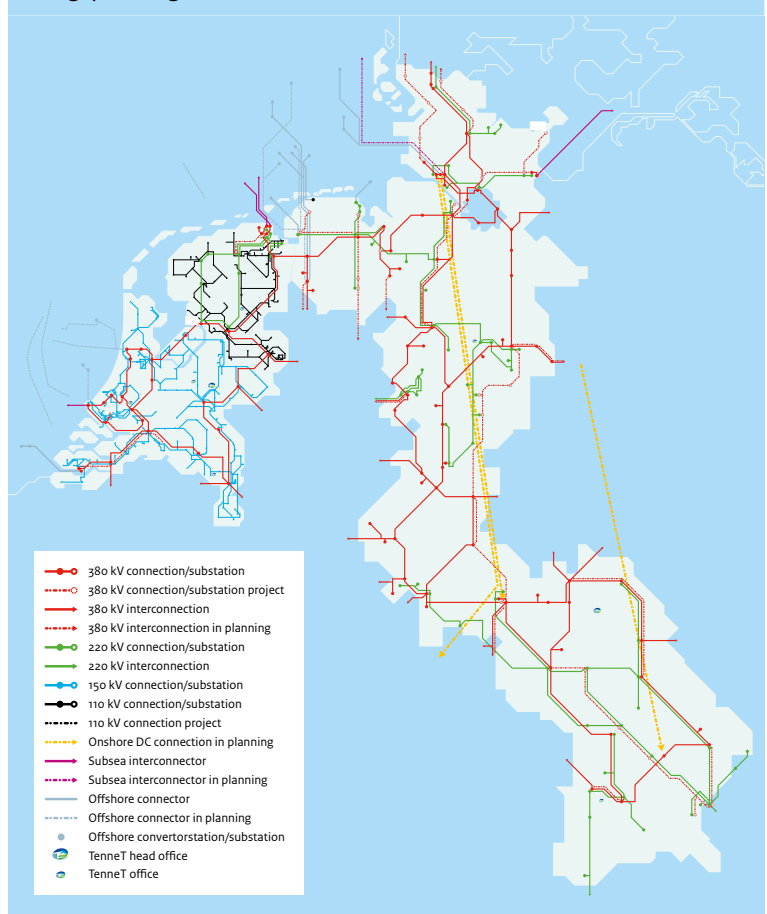 380 kV connection/substation
380 kV connection/substation project
380 kV interconnection
380 kV interconnection in planning
220 kV connection/substation
220 kV interconnection
150 kV connection/substation
110 kV connection/substation
110 kV connection project
Onshore DC connection in planning
Subsea interconnector
Subsea interconnector in planning
Offshore connector
Offshore connector in planning
Offshore convertorstation/substation
TenneT head office
TenneT office